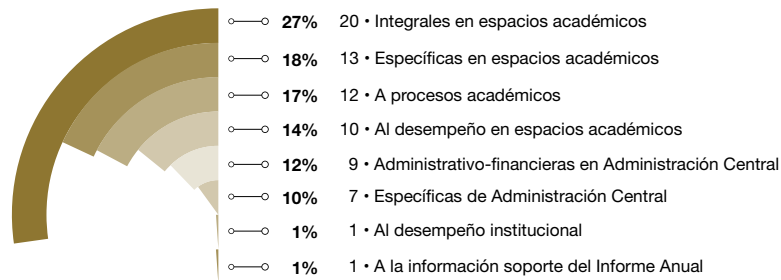 27% 20 • Integrales en espacios académicos
18% 13 • Específicas en espacios académicos
17% 12 • A procesos académicos
14% 10 • Al desempeño en espacios académicos
12% 9 • Administrativo-financieras en Administración Central
10% 7 • Específicas de Administración Central
1% 1 • Al desempeño institucional
1% 1 • A la información soporte del Informe Anual